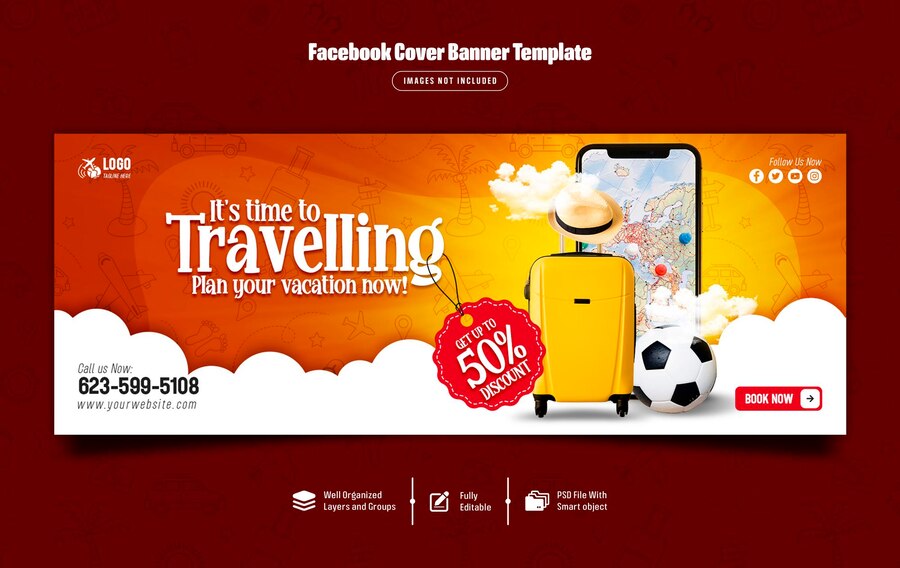 Facebook Cover Banner Template
IMAGES NOT INCLUDED
LOGO
TAGLINE HERE
Follow Us Now
It's time to
Travelling
Plan your vacation now!
GET UP TO
50%
DISCOUNT
Call us Now:
623-599-5108
www.yourwebsite.com
BOOK NOW
Well Organized
Layers and Groups
Fully
Editable
PSD File With
Smart object